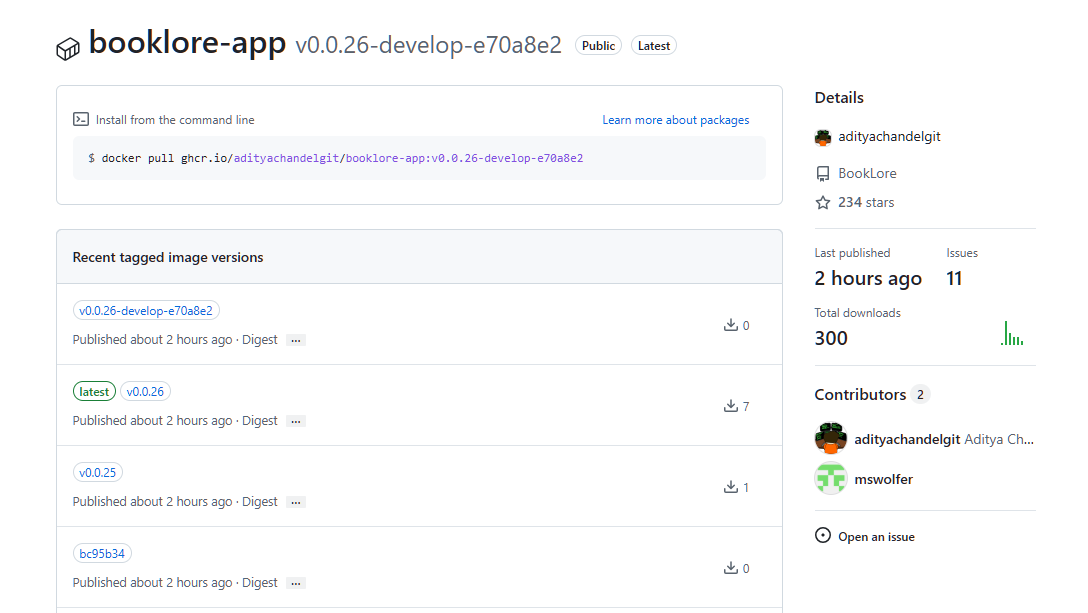 booklore-app v0.0.26-develop-e70a8e2 Public Latest
Install from the command line
Learn more about packages
$ docker pull ghcr.io/adityachandelgit/booklore-app:v0.0.26-develop-e70a8e2
Recent tagged image versions
v0.0.26-develop-e70a8e2
Published about 2 hours ago · Digest ...
0
latest v0.0.26
Published about 2 hours ago · Digest ...
7
v0.0.25
Published about 2 hours ago · Digest ...
1
bc95b34
Published about 2 hours ago · Digest ...
0
Details
adityachandelgit
BookLore
234 stars
Last published
2 hours ago
Issues
11
Total downloads
300
Contributors 2
adityachandelgit Aditya Ch...
mswolfer
Open an issue